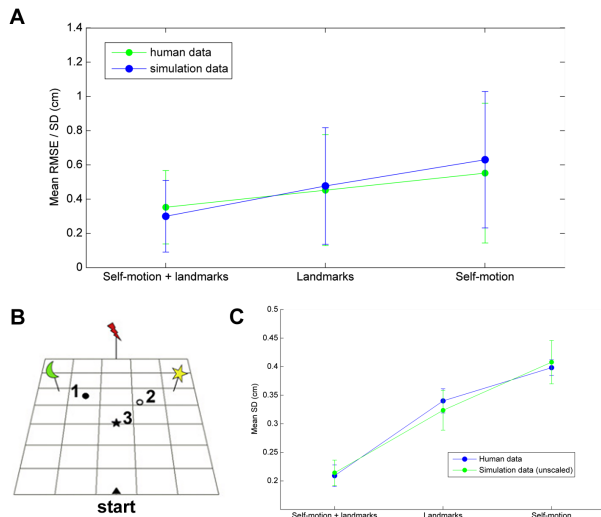 A
1.4
1.2
1
0.8
0.6
0.4
0.2
0
Mean RMSE / SD (cm)
human data
simulation data
Self-motion + landmarks
Landmarks
Self-motion
B
1
2
3
start
C
0.5
0.45
0.4
0.35
0.3
0.25
0.2
Mean SD (cm)
Human data
Simulation data (unscaled)
Self-motion + landmarks
Landmarks
Self-motion